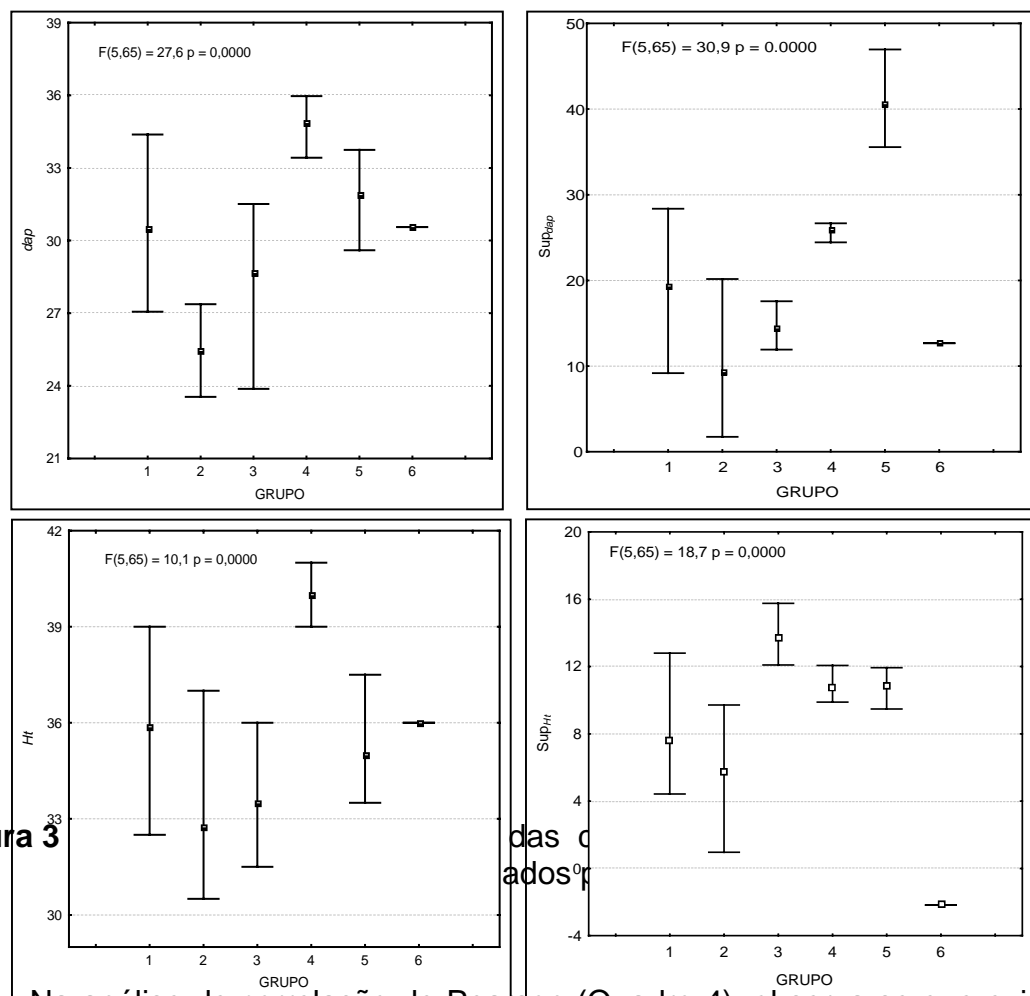 39
36
33
30
27
24
21
dap
F(5,65) = 27,6 p = 0,0000
1 2 3 4 5 6
GRUPO
50
40
30
20
10
0
Supdap
F(5,65) = 30,9 p = 0.0000
1 2 3 4 5 6
GRUPO
42
39
36
33
30
Ht
F(5,65) = 10,1 p = 0,0000
1 2 3 4 5 6
GRUPO
20
16
12
8
4
0
-4
SupHt
F(5,65) = 18,7 p = 0,0000
1 2 3 4 5 6
GRUPO
ura 3 das
ados